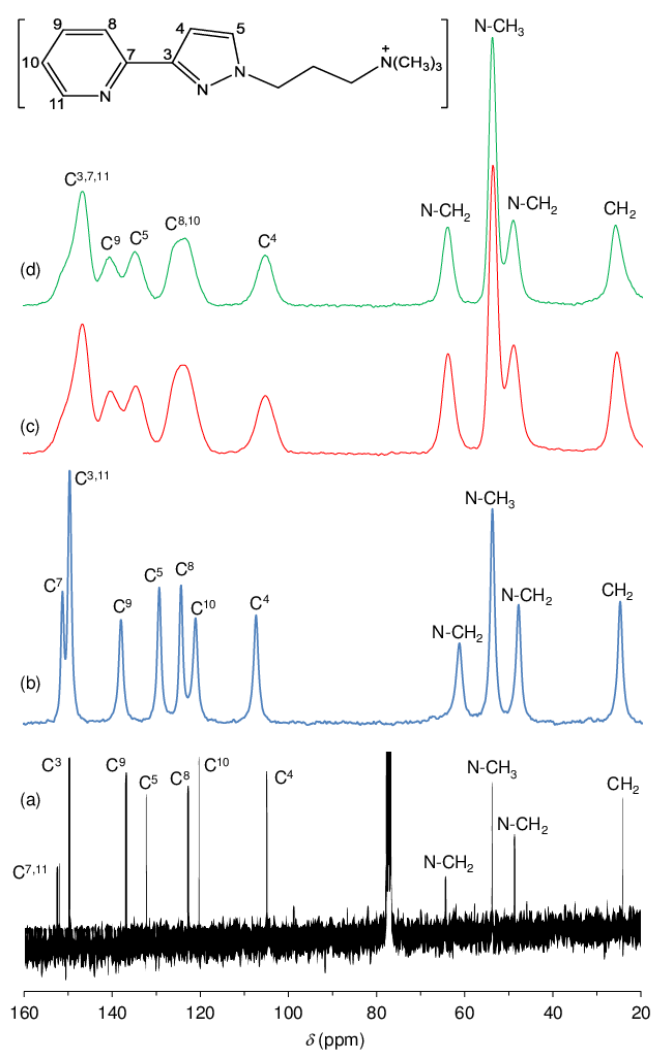 9
8
4
5
10
7
3
11
N
N
N
+
N(CH₃)₃
N-CH₃
C³,⁷,¹¹
C⁹
C⁵
C⁸,¹⁰
C⁴
N-CH₂
N-CH₂
CH₂
(d)
(c)
C³,¹¹
C⁷
C⁹
C⁵
C⁸
C¹⁰
C⁴
N-CH₃
N-CH₂
N-CH₂
CH₂
(b)
C³
C⁹
C⁵
C⁸
C¹⁰
C⁴
N-CH₃
CH₂
(a)
N-CH₂
N-CH₂
C⁷,¹¹
160 140 120 100 80 60 40 20
δ (ppm)